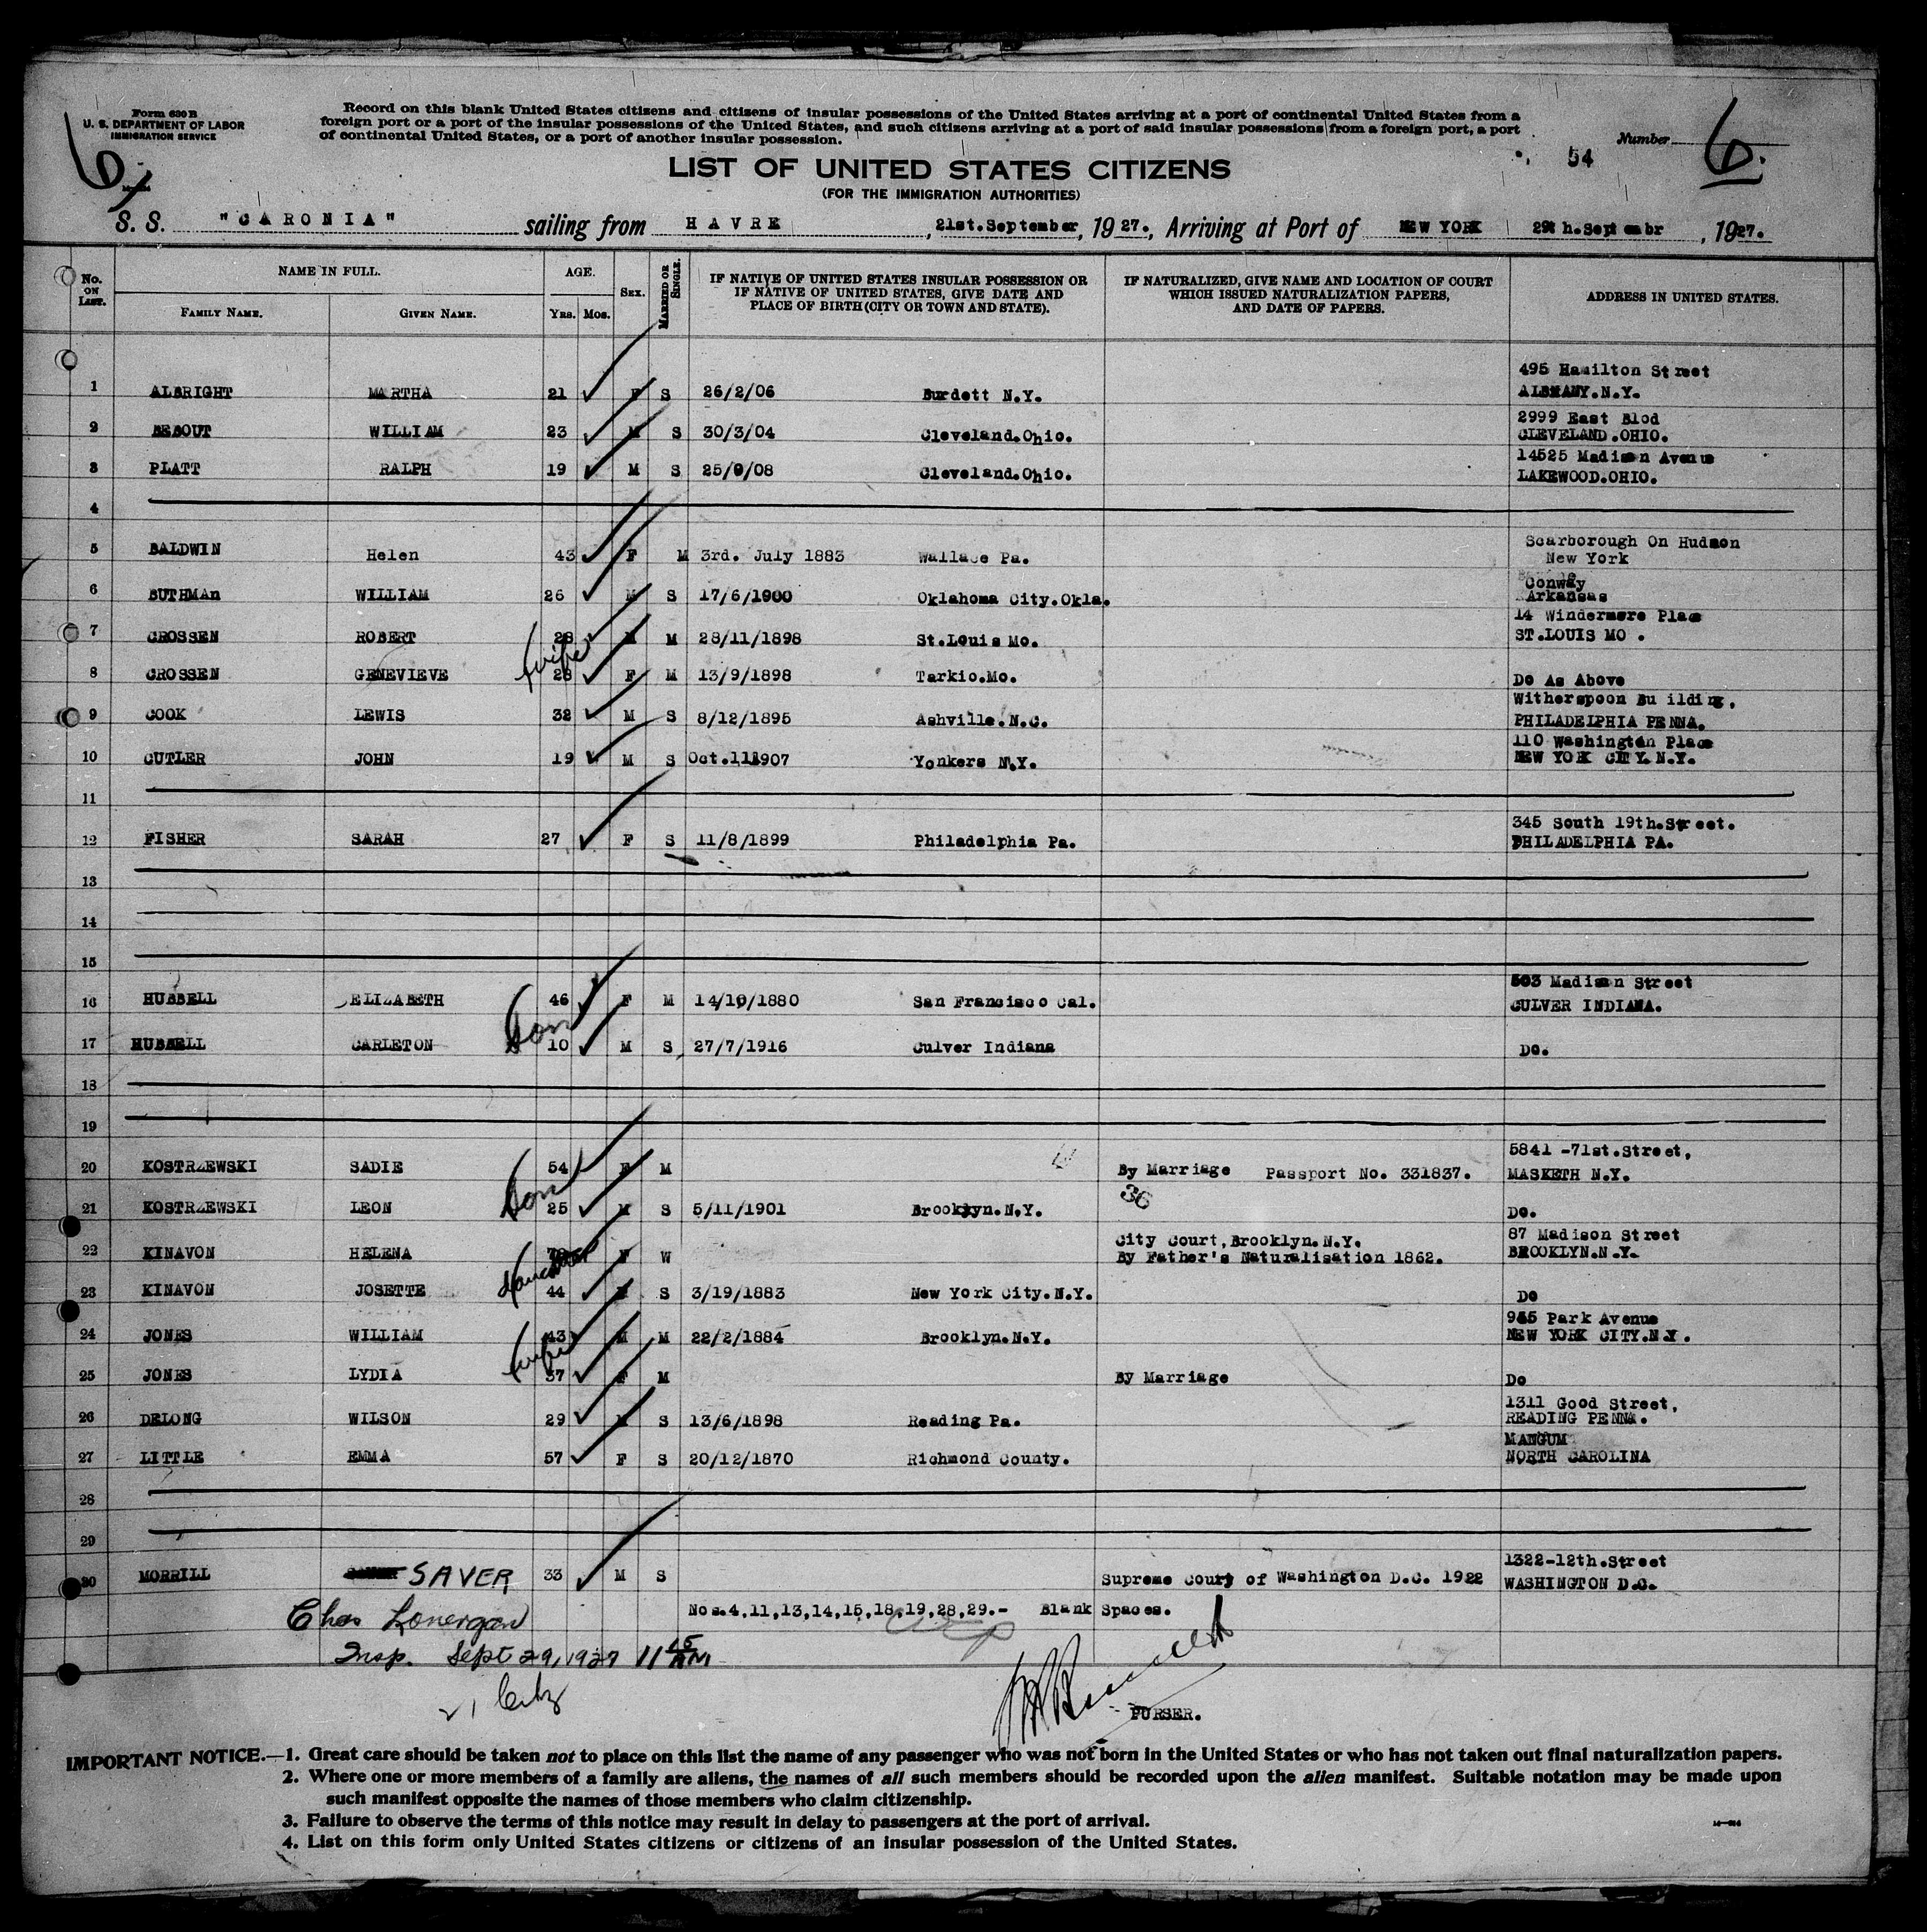 Form 630 B
U. S. DEPARTMENT OF LABOR
IMMIGRATION SERVICE
Record on this blank United States citizens and citizens of insular possessions of the United States arriving at a port of continental United States from a
foreign port or a port of the insular possessions of the United States, and such citizens arriving at a port of said insular possessions from a foreign port, a port
of continental United States, or a port of another insular possession.
Number 6.
54
6
LIST OF UNITED STATES CITIZENS
(FOR THE IMMIGRATION AUTHORITIES)
S. S. "CARONIA" sailing from HAVRE, 21st.September, 1927., Arriving at Port of NEW YORK 29th.Septembr, 1927.
No. ON LIST. NAME IN FULL. AGE. SEX. MARRIED OR SINGLE. IF NATIVE OF UNITED STATES INSULAR POSSESSION OR IF NATIVE OF UNITED STATES, GIVE DATE AND PLACE OF BIRTH (CITY OR TOWN AND STATE). IF NATURALIZED, GIVE NAME AND LOCATION OF COURT WHICH ISSUED NATURALIZATION PAPERS, AND DATE OF PAPERS. ADDRESS IN UNITED STATES.
FAMILY NAME. GIVEN NAME. YRS. MOS.
495 Hamilton Street
1 ALBRIGHT MARTHA 21 F S 26/2/06 Burdett N.Y. ALBANY.N.Y.
2999 East Blod
2 BEBOUT WILLIAM 23 M S 30/3/04 Cleveland.Ohio. CLEVELAND.OHIO.
14525 Madison Avenue
3 PLATT RALPH 19 M S 25/9/08 Cleveland.Ohio. LAKEWOOD.OHIO.
4
Scarborough On Hudson
5 BALDWIN Helen 43 F M 3rd. July 1883 Wallace Pa. New York
Conway
6 BUTHMAn WILLIAM 26 M S 17/6/1900 Oklahoma City.Okla. Arkansas
14 Windermere Place
7 CROSSEN ROBERT 28 M M 28/11/1898 St.Louis Mo. ST.LOUIS MO .
wife
8 CROSSEN GENEVIEVE 28 F M 13/9/1898 Tarkio.Mo. Do As Above
Witherspoon Bu ilding,
9 COOK LEWIS 32 M S 8/12/1895 Ashville.N.C. PHILADELPHIA PENNA.
110 Washington Place
10 CUTLER JOHN 19 M S Oct.111907 Yonkers N.Y. NEW YORK CITY.N.Y.
11
345 South 19th.Street.
12 FISHER SARAH 27 F S 11/8/1899 Philadelphia Pa. PHILADELPHIA PA.
13
14
15
503 Madison Street
16 HUBBELL ELIZABETH 46 F M 14/10/1880 San Francisco Cal. CULVER INDIANA.
son
17 HUBBELL CARLETON 10 M S 27/7/1916 Culver Indiana Do.
18
19
5841 -71st.Street,
20 KOSTRZEWSKI SADIE 54 F M By Marriage Passport No. 331837. MASKETH N.Y.
son 36
21 KOSTRZEWSKI LEON 25 M S 5/11/1901 Brooklyn.N.Y. Do.
City Court,Brooklyn.N.Y. 87 Madison Street
22 KINAVON HELENA F W By Father's Naturalisation 1862. BROOKLYN.N.Y.
daughter
23 KINAVON JOSETTE 44 S 3/19/1883 New York City.N.Y. Do
965 Park Avenue
24 JONES WILLIAM 43 M M 22/2/1884 Brooklyn.N.Y. NEW YORK CITY.N.Y.
wife
25 JONES LYDIA 37 F M By Marriage Do
1311 Good Street,
26 DELONG WILSON 29 M S 13/6/1898 Reading Pa. READING PENNA.
MANGUM
27 LITTLE EMMA 57 F S 20/12/1870 Richmond County. NORTH CAROLINA
28
29
1322-12th.Street
30 MORRILL SAVER 33 M S Supreme Court of Washington D.C. 1922 WASHINGTON D.C.
Nos.4,11,13,14,15,18,19,28,29.- Blank Spaces.
Chas Lonergan
Insp. Sept 29, 1927 11 15 AM
21 Citz
PURSER.
IMPORTANT NOTICE.—1. Great care should be taken not to place on this list the name of any passenger who was not born in the United States or who has not taken out final naturalization papers.
2. Where one or more members of a family are aliens, the names of all such members should be recorded upon the alien manifest. Suitable notation may be made upon
such manifest opposite the names of those members who claim citizenship.
3. Failure to observe the terms of this notice may result in delay to passengers at the port of arrival.
4. List on this form only United States citizens or citizens of an insular possession of the United States.